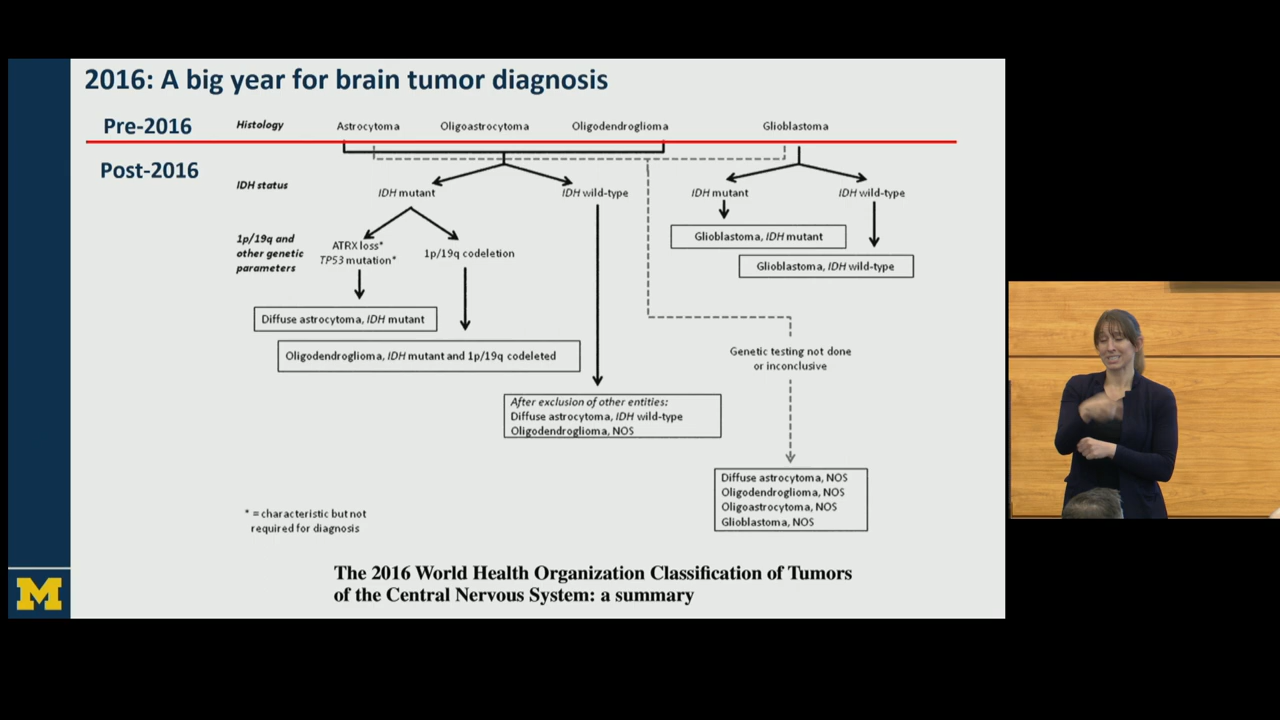 2016: A big year for brain tumor diagnosis
Pre-2016
Histology
Astrocytoma
Oligoastrocytoma
Oligodendroglioma
Glioblastoma
Post-2016
IDH status
IDH mutant
IDH wild-type
IDH mutant
IDH wild-type
1p/19q and
other genetic
parameters
ATRX loss*
TP53 mutation*
1p/19q codeletion
Glioblastoma, IDH mutant
Glioblastoma, IDH wild-type
Diffuse astrocytoma, IDH mutant
Oligodendroglioma, IDH mutant and 1p/19q codeleted
Genetic testing not done
or inconclusive
After exclusion of other entities:
Diffuse astrocytoma, IDH wild-type
Oligodendroglioma, NOS
Diffuse astrocytoma, NOS
Oligodendroglioma, NOS
Oligoastrocytoma, NOS
Glioblastoma, NOS
* = characteristic but not
required for diagnosis
The 2016 World Health Organization Classification of Tumors
of the Central Nervous System: a summary
M